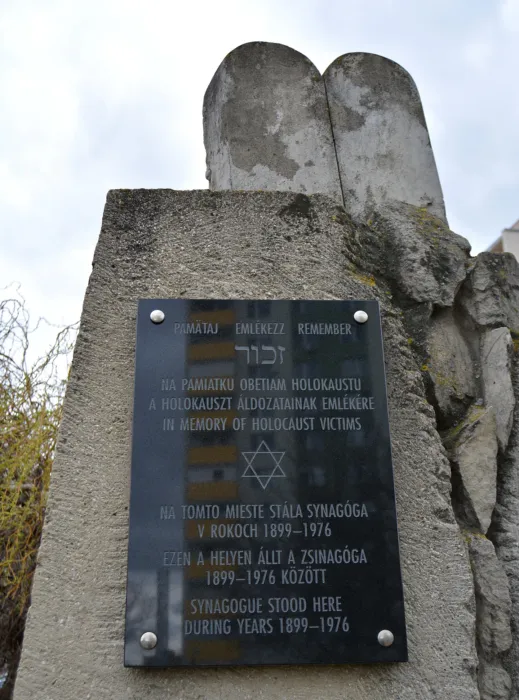 PAMÄTAJ EMLÉKEZZ REMEMBER
זכור
NA PAMIATKU OBETIAM HOLOKAUSTU
A HOLOKAUSZT ÁLDOZATAINAK EMLÉKÉRE
IN MEMORY OF HOLOCAUST VICTIMS
NA TOMTO MIESTE STÁLA SYNAGÓGA
V ROKOCH 1899–1976
EZEN A HELYEN ÁLLT A ZSINAGÓGA
1899–1976 KÖZÖTT
SYNAGOGUE STOOD HERE
DURING YEARS 1899–1976